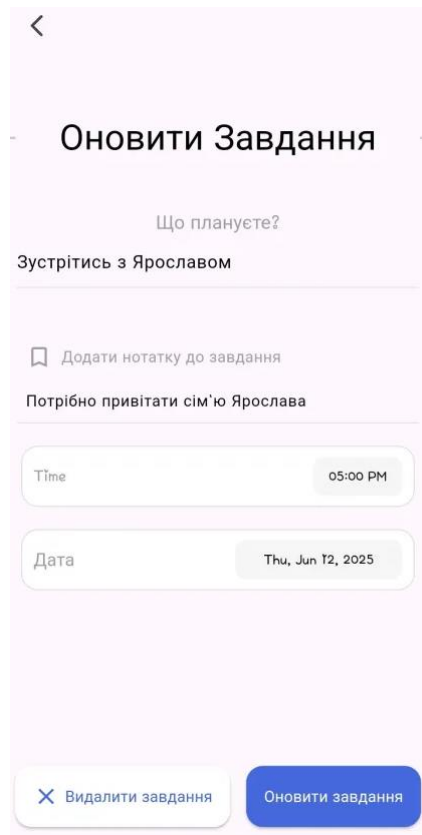 Оновити Завдання
Що плануєте?
Зустрітись з Ярославом
Додати нотатку до завдання
Потрібно привітати сім'ю Ярослава
Time
05:00 PM
Дата
Thu, Jun 12, 2025
Видалити завдання
Оновити завдання